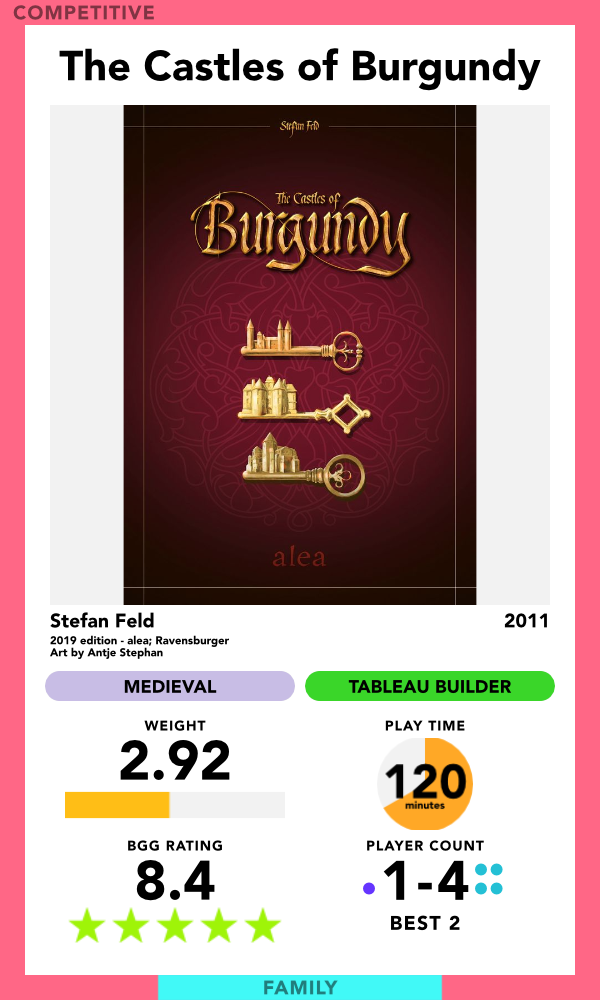 COMPETITIVE
The Castles of Burgundy
Stefan Feld
The Castles of
Burgundy
alea
Stefan Feld 2011
2019 edition - alea; Ravensburger
Art by Antje Stephan
MEDIEVAL TABLEAU BUILDER
WEIGHT PLAY TIME
2.92 120
minutes
BGG RATING PLAYER COUNT
8.4 1-4
BEST 2
FAMILY